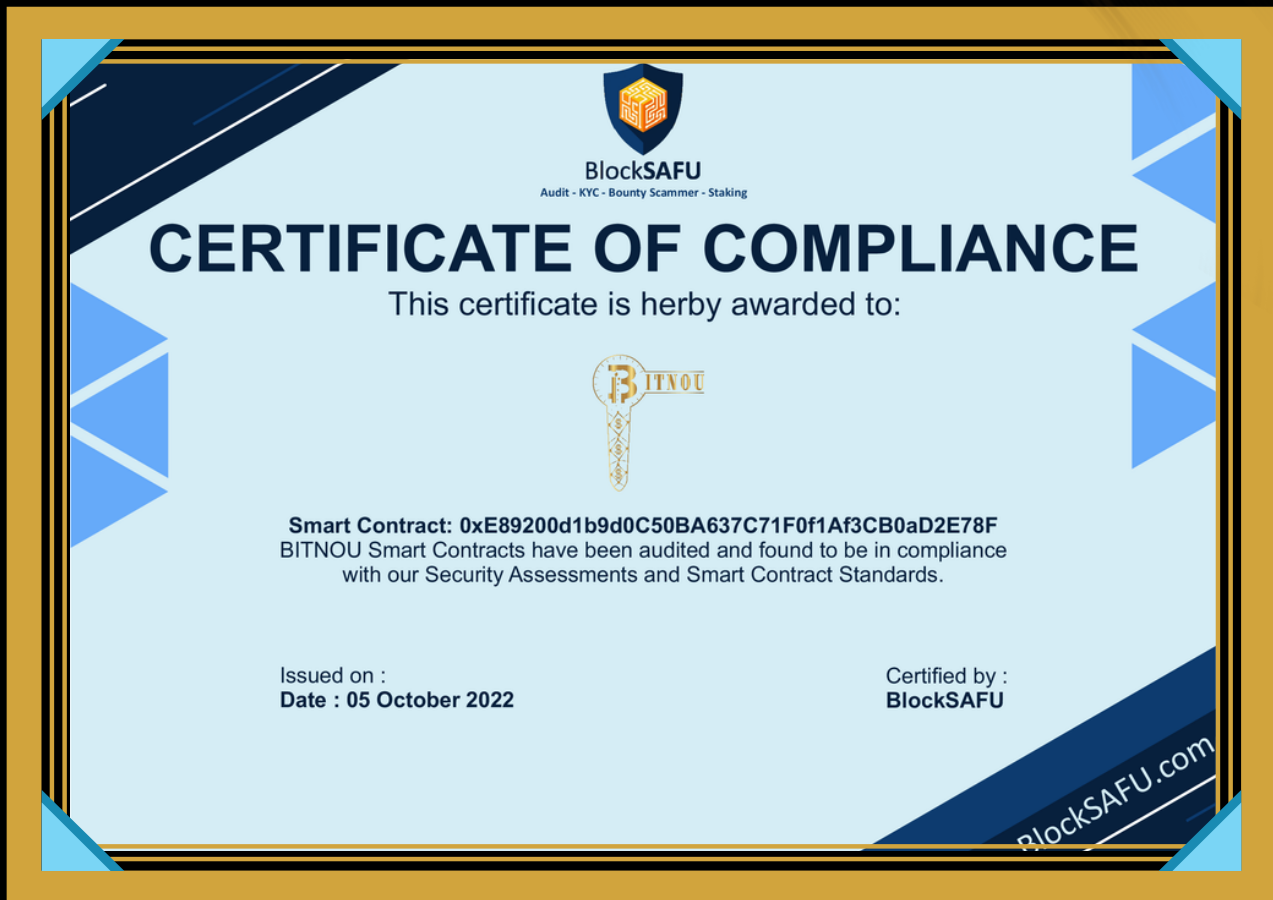 BlockSAFU
Audit - KYC - Bounty Scammer - Staking
CERTIFICATE OF COMPLIANCE
This certificate is herby awarded to:
BITNOU
Smart Contract: 0xE89200d1b9d0C50BA637C71F0f1Af3CB0aD2E78F
BITNOU Smart Contracts have been audited and found to be in compliance
with our Security Assessments and Smart Contract Standards.
Issued on :
Date : 05 October 2022
Certified by :
BlockSAFU
BlockSAFU.com